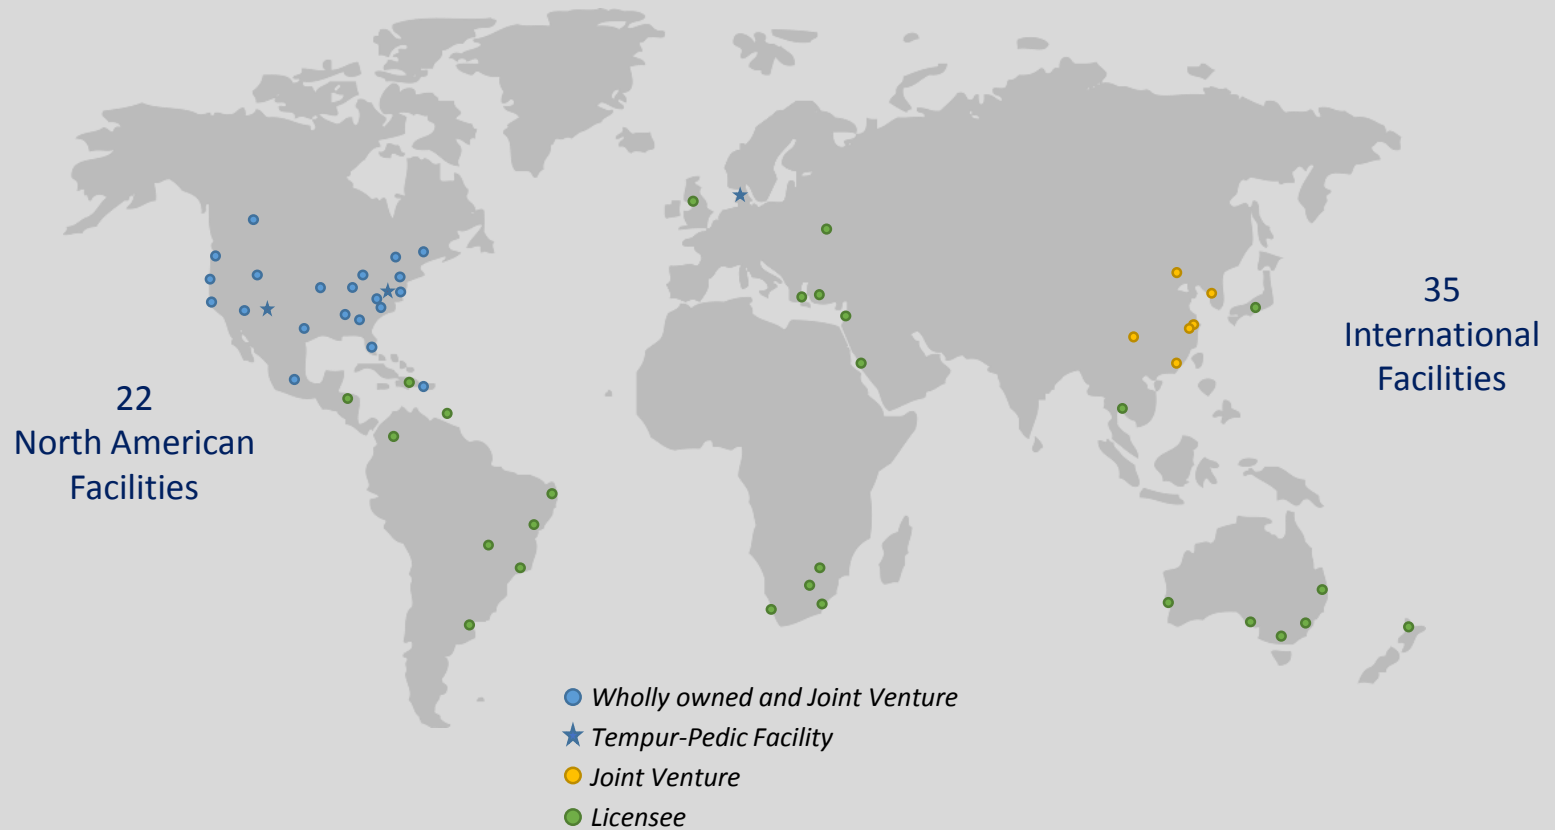 35
International
Facilities
22
North American
Facilities
Wholly owned and Joint Venture
Tempur-Pedic Facility
Joint Venture
Licensee